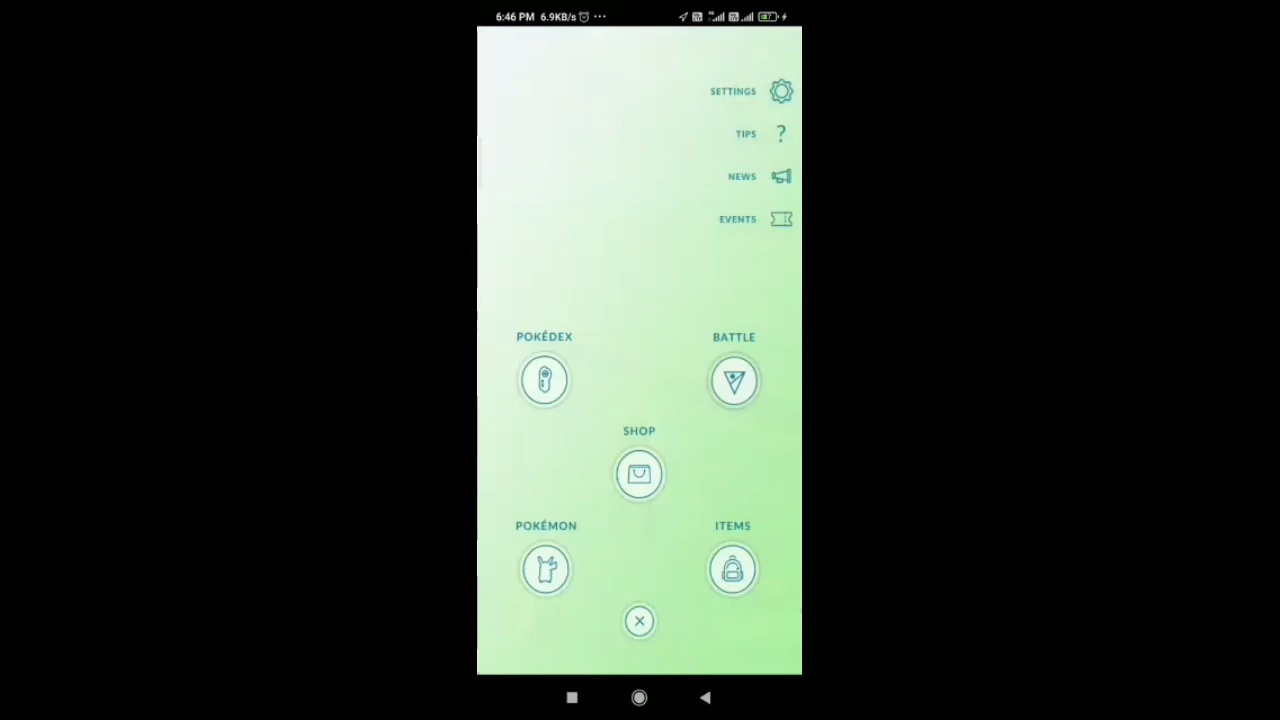 6:46 PM 6.9KB/s ...
SETTINGS
TIPS ?
NEWS
EVENTS
POKÉDEX
BATTLE
SHOP
POKÉMON
ITEMS